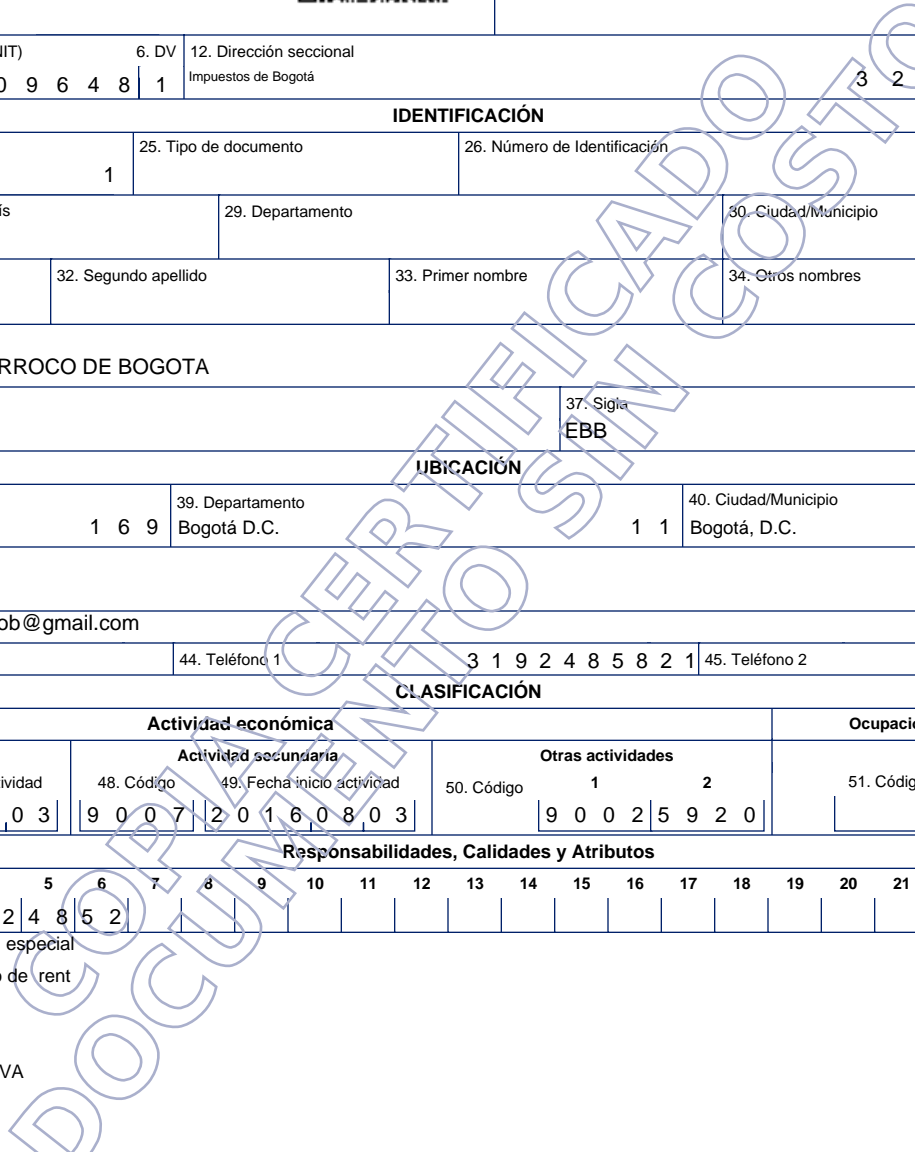 NIT) 6. DV 12. Dirección seccional
0 9 6 4 8 1 Impuestos de Bogotá 3 2
IDENTIFICACIÓN
25. Tipo de documento 26. Número de Identificación
1
ís 29. Departamento 30. Ciudad/Municipio
32. Segundo apellido 33. Primer nombre 34. Otros nombres
RROCO DE BOGOTA
37. Sigla
EBB
UBICACIÓN
39. Departamento 40. Ciudad/Municipio
1 6 9 Bogotá D.C. 1 1 Bogotá, D.C.
ob@gmail.com
44. Teléfono 1 3 1 9 2 4 8 5 8 2 1 45. Teléfono 2
CLASIFICACIÓN
Actividad económica Ocupació
Actividad secundaria Otras actividades
ividad 48. Código 49. Fecha inicio actividad 50. Código 1 2 51. Códig
0 3 9 0 0 7 2 0 1 6 0 8 0 3 9 0 0 2 5 9 2 0
Responsabilidades, Calidades y Atributos
5 6 7 8 9 10 11 12 13 14 15 16 17 18 19 20 21
2 4 8 5 2
especial
o de rent
VA
COPIA CERTIFICADO
DOCUMENTO SIN COSTO